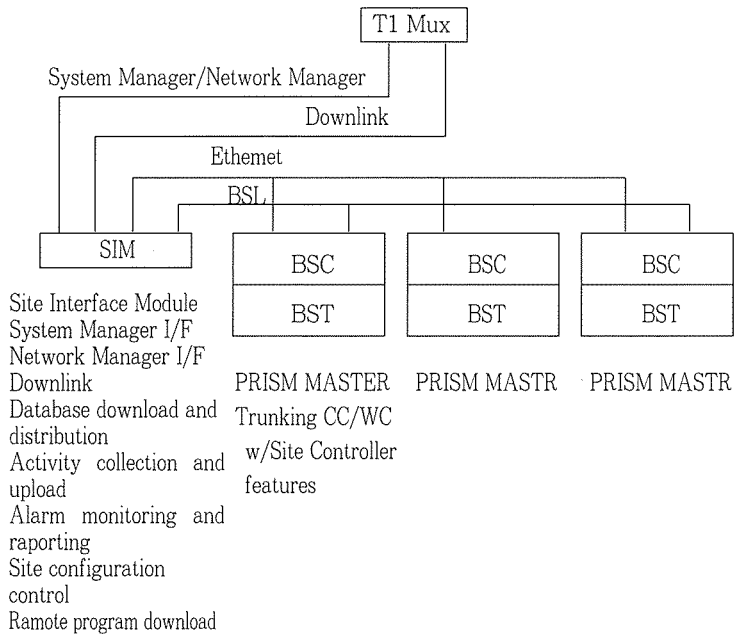 T1 Mux
System Manager/Network Manager
Downlink
Ethemet
BSL
SIM
BSC
BST
BSC
BST
BSC
BST
Site Interface Module
System Manager I/F
Network Manager I/F
Downlink
Database download and
distribution
Activity collection and
upload
Alarm monitoring and
raporting
Site configuration
control
Ramote program download
PRISM MASTER
Trunking CC/WC
w/Site Controller
features
PRISM MASTR
PRISM MASTR